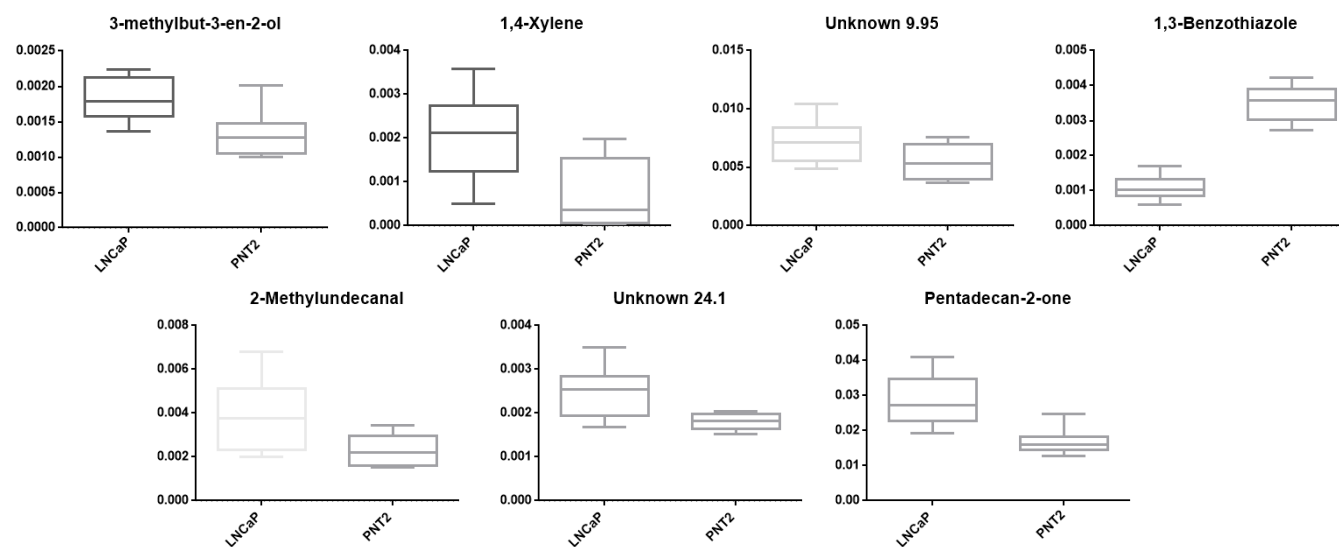 3-methylbut-3-en-2-ol
0.0025
0.0020
0.0015
0.0010
0.0005
0.0000
LNCaP
PNT2
1,4-Xylene
0.004
0.003
0.002
0.001
0.000
LNCaP
PNT2
Unknown 9.95
0.015
0.010
0.005
0.000
LNCaP
PNT2
1,3-Benzothiazole
0.005
0.004
0.003
0.002
0.001
0.000
LNCaP
PNT2
2-Methylundecanal
0.008
0.006
0.004
0.002
0.000
LNCaP
PNT2
Unknown 24.1
0.004
0.003
0.002
0.001
0.000
LNCaP
PNT2
Pentadecan-2-one
0.05
0.04
0.03
0.02
0.01
0.00
LNCaP
PNT2